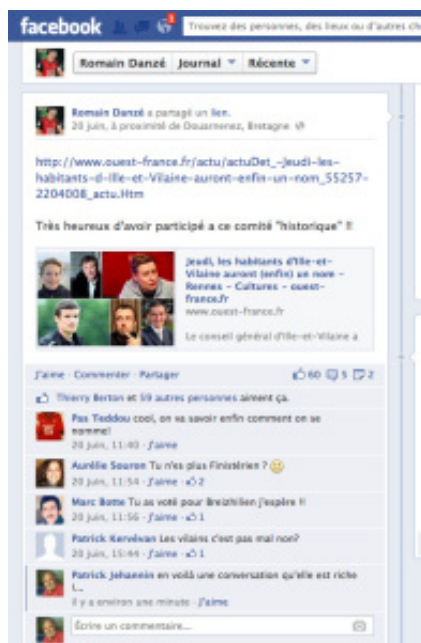 facebook
1
Trouvez des personnes, des lieux ou d'autres
Romain Danzé
Journal
Récente
Romain Danzé a partagé un lien.
20 juin, à proximité de Douarnenez, Bretagne
http://www.ouest-france.fr/actu/actuDet_-Jeudi-les-
habitants-d-Ille-et-Vilaine-auront-enfin-un-nom_55257-
2204008_actu.Htm
Très heureux d'avoir participé a ce comité "historique" !!
Jeudi, les habitants d'Ille-et-
Vilaine auront (enfin) un nom -
Rennes - Cultures - ouest-
france.fr
www.ouest-france.fr
Le conseil général d'Ille-et-Vilaine a
J'aime · Commenter · Partager
60
5
2
Thierry Berton et 59 autres personnes aiment ça.
Pas Teddou cool, on va savoir enfin comment on se
nomme!
20 juin, 11:40 · J'aime
Aurélie Souron Tu n'es plus Finistérien ?
20 juin, 11:54 · J'aime · 2
Marc Botte Tu as voté pour Breizhilien j'espère !!
20 juin, 11:56 · J'aime · 1
Patrick Kervévan Les vilains c'est pas mal non?
20 juin, 15:44 · J'aime · 1
Patrick Jehannin en voilà une conversation qu'elle est riche
!...
il y a environ une minute · J'aime
Écrire un commentaire...